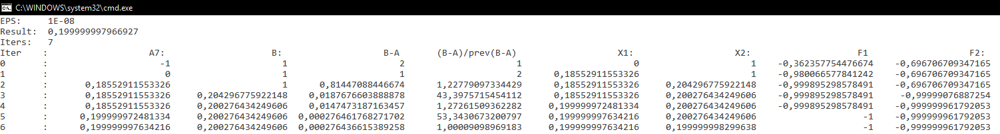 C:\WINDOWS\system32\cmd.exe
EPS: 1E-08
Result: 0,199999997966927
Iters: 7
Iter : A7: B: B-A (B-A)/prev(B-A) X1: X2: F1 F2:
0 : -1 1 2 1 0 1 -0,362357754476674 -0,696706709347165
1 : 0 1 1 2 0,18552911553326 1 -0,980066577841242 -0,696706709347165
2 : 0,18552911553326 1 0,81447088446674 1,22779097334429 0,18552911553326 0,204296775922148 -0,999895298578491 -0,696706709347165
3 : 0,18552911553326 0,204296775922148 0,0187676603888878 43,3975715454112 0,18552911553326 0,200276434249606 -0,999895298578491 -0,99999076887254
4 : 0,18552911553326 0,200276434249606 0,0147473187163457 1,27261509362282 0,199999972481334 0,200276434249606 -0,999895298578491 -0,999999961792053
5 : 0,199999972481334 0,200276434249606 0,000276461768271702 53,3430673200797 0,199999997634216 0,200276434249606 -1 -0,999999961792053
6 : 0,199999997634216 0,200276434249606 0,000276436615389258 1,00009098969183 0,199999997634216 0,199999998299638 -1 -0,999999961792053